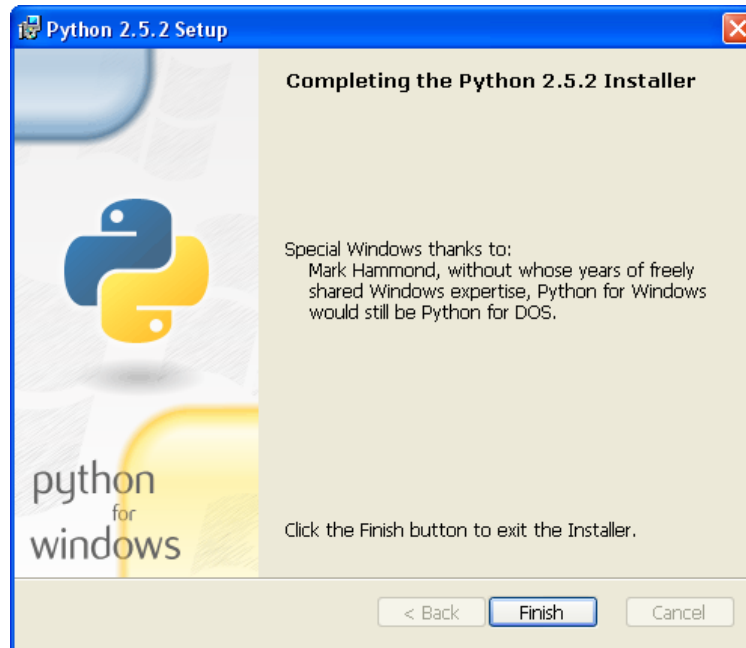 Python 2.5.2 Setup
Completing the Python 2.5.2 Installer
Special Windows thanks to:
Mark Hammond, without whose years of freely
shared Windows expertise, Python for Windows
would still be Python for DOS.
python
for
windows
Click the Finish button to exit the Installer.
< Back
Finish
Cancel